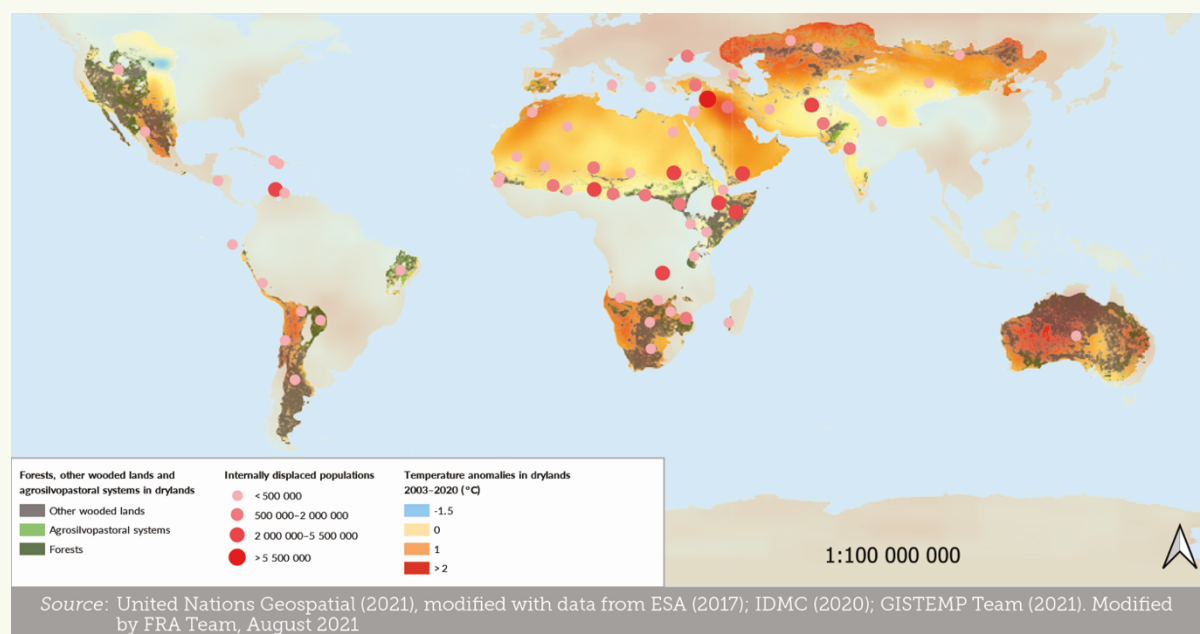 Forests, other wooded lands and
agrosilvopastoral systems in drylands
Other wooded lands
Agrosilvopastoral systems
Forests
Internally displaced populations
< 500 000
500 000–2 000 000
2 000 000–5 500 000
> 5 500 000
Temperature anomalies in drylands
2003–2020 (°C)
-1.5
0
1
> 2
1:100 000 000
Source: United Nations Geospatial (2021), modified with data from ESA (2017); IDMC (2020); GISTEMP Team (2021). Modified
by FRA Team, August 2021